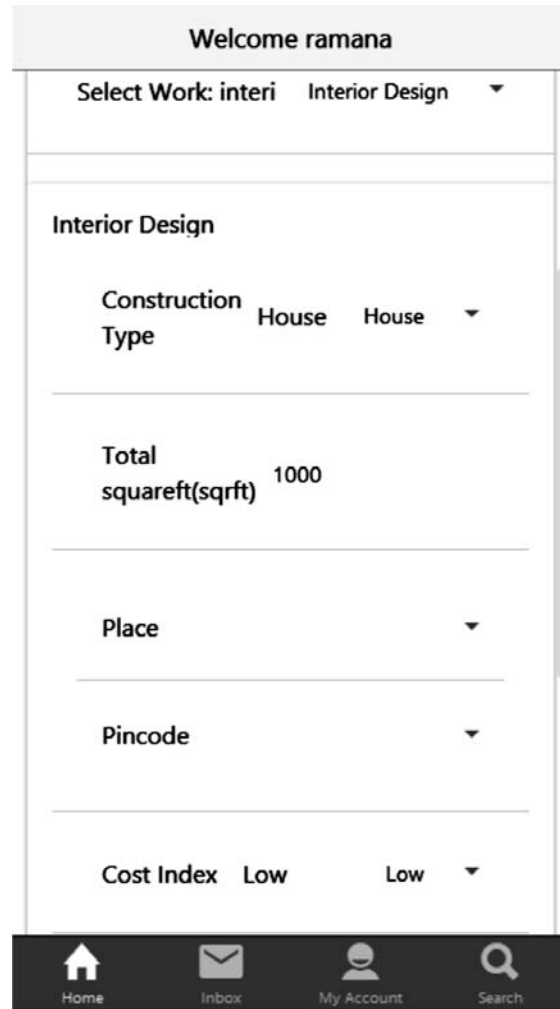 Welcome ramana
Select Work: interi Interior Design
Interior Design
Construction
Type House House
Total
squareft(sqrft) 1000
Place
Pincode
Cost Index Low Low
Home Inbox My Account Search